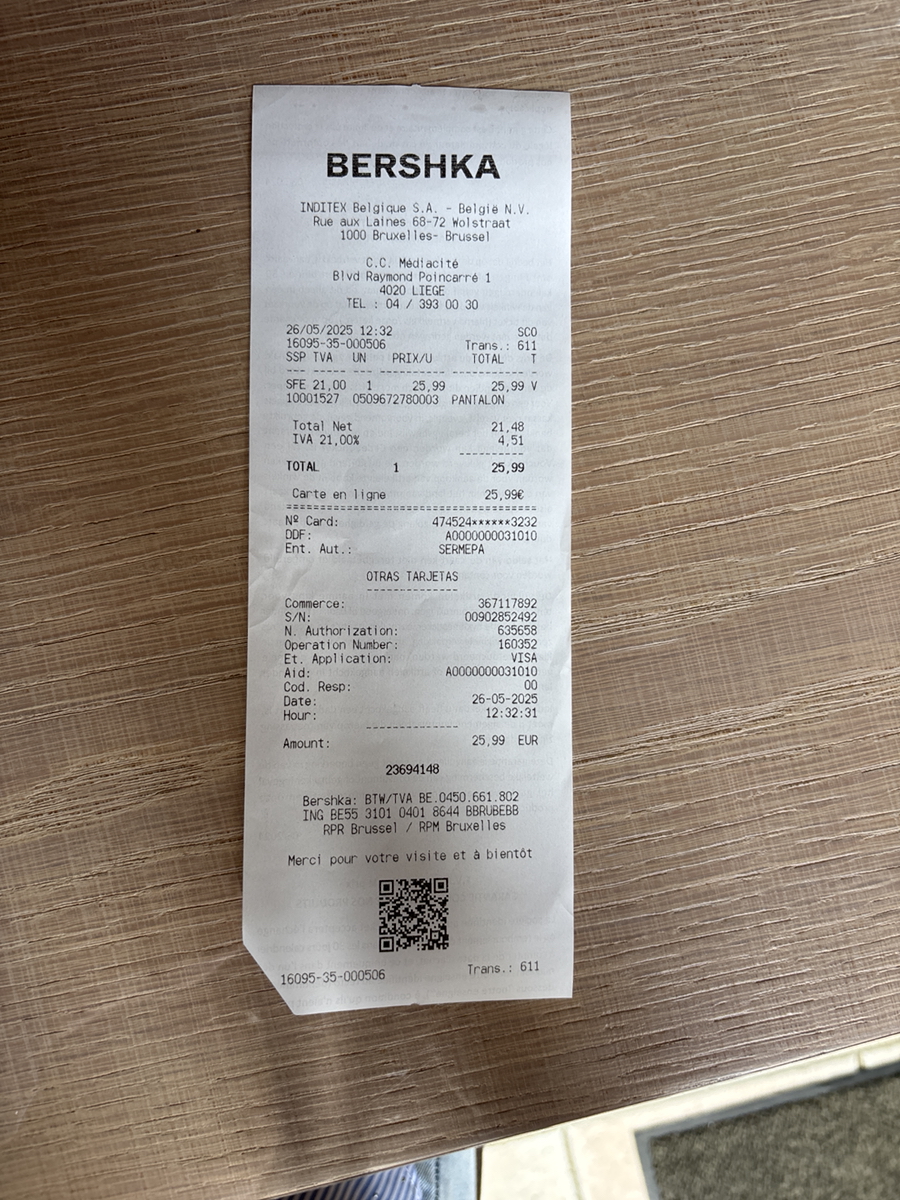 BERSHKA
INDITEX Belgique S.A. - België N.V.
Rue aux Laines 68-72 Wolstraat
1000 Bruxelles- Brussel
C.C. Médiacité
Blvd Raymond Poincarré 1
4020 LIEGE
TEL : 04 / 393 00 30
26/05/2025 12:32 SCO
16095-35-000506 Trans.: 611
SSP TVA UN PRIX/U TOTAL T
--- ----- --- ------------- ---------- -
SFE 21,00 1 25,99 25,99 V
10001527 0509672780003 PANTALON
Total Net 21,48
IVA 21,00% 4,51
----------
TOTAL 1 25,99
Carte en ligne 25,99€
========================================
Nº Card: 474524******3232
DDF: A0000000031010
Ent. Aut.: SERMEPA
OTRAS TARJETAS
--------------
Commerce: 367117892
S/N: 00902852492
N. Authorization: 635658
Operation Number: 160352
Et. Application: VISA
Aid: A0000000031010
Cod. Resp: 00
Date: 26-05-2025
Hour: 12:32:31
--------------
Amount: 25,99 EUR
23694148
Bershka: BTW/TVA BE.0450.661.802
ING BE55 3101 0401 8644 BBRUBEBB
RPR Brussel / RPM Bruxelles
Merci pour votre visite et à bientôt
16095-35-000506 Trans.: 611